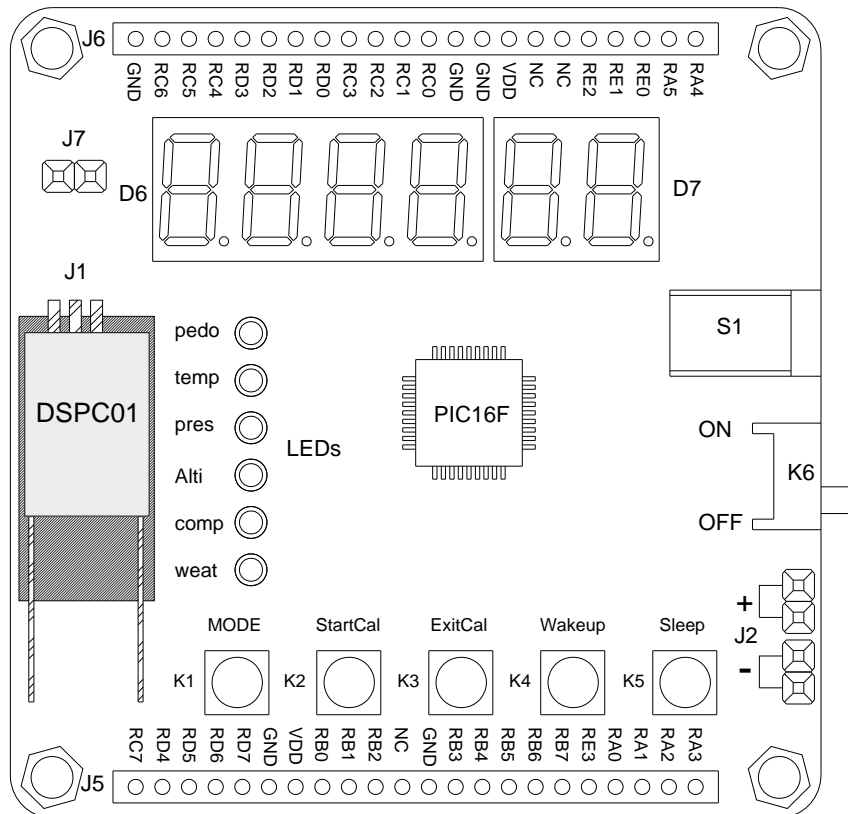 J6
GND RC6 RC5 RC4 RD3 RD2 RD1 RD0 RC3 RC2 RC1 RC0 GND GND VDD NC NC RE2 RE1 RE0 RA5 RA4
J7
D6
D7
J1
DSPC01
pedo
temp
pres
Alti
comp
weat
LEDs
PIC16F
S1
ON
K6
OFF
+
J2
-
MODE
StartCal
ExitCal
Wakeup
Sleep
K1
K2
K3
K4
K5
RC7 RD4 RD5 RD6 RD7 GND VDD RB0 RB1 RB2 NC GND RB3 RB4 RB5 RB6 RB7 RE3 RA0 RA1 RA2 RA3
J5